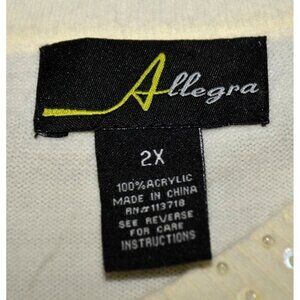 Allegra
2X
100% ACRYLIC
MADE IN CHINA
RN# 113718
SEE REVERSE
FOR CARE
INSTRUCTIONS